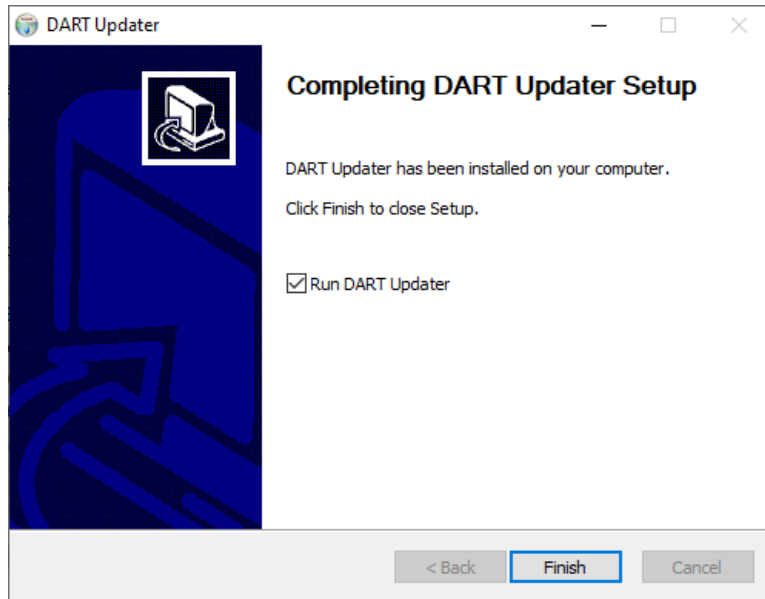 DART Updater
Completing DART Updater Setup
DART Updater has been installed on your computer.
Click Finish to close Setup.
Run DART Updater
< Back
Finish
Cancel